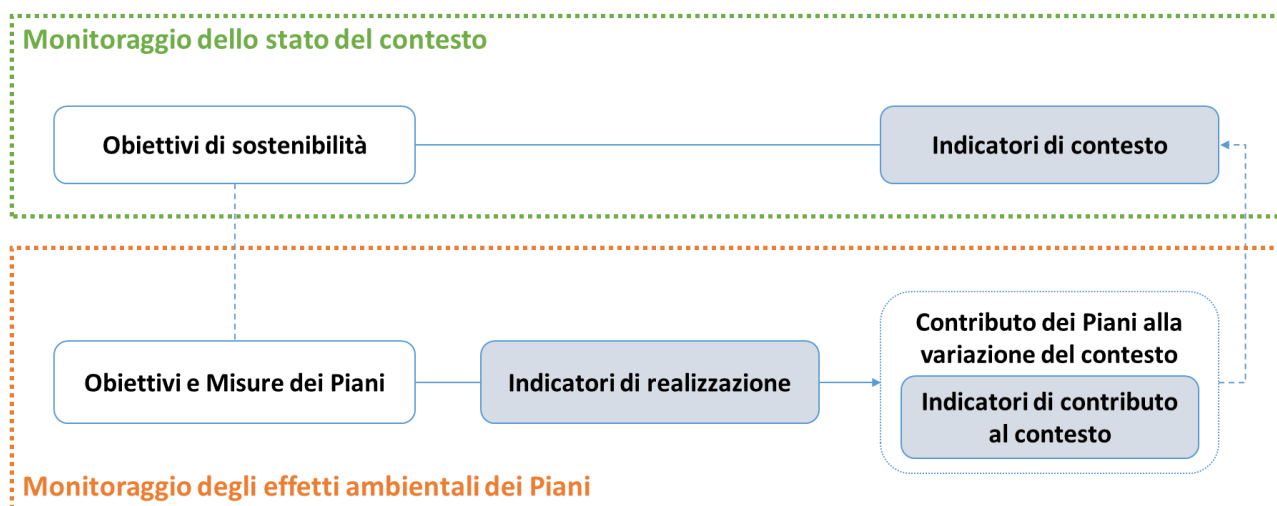 Monitoraggio dello stato del contesto
Obiettivi di sostenibilità
Indicatori di contesto
Obiettivi e Misure dei Piani
Indicatori di realizzazione
Contributo dei Piani alla
variazione del contesto
Indicatori di contributo
al contesto
Monitoraggio degli effetti ambientali dei Piani